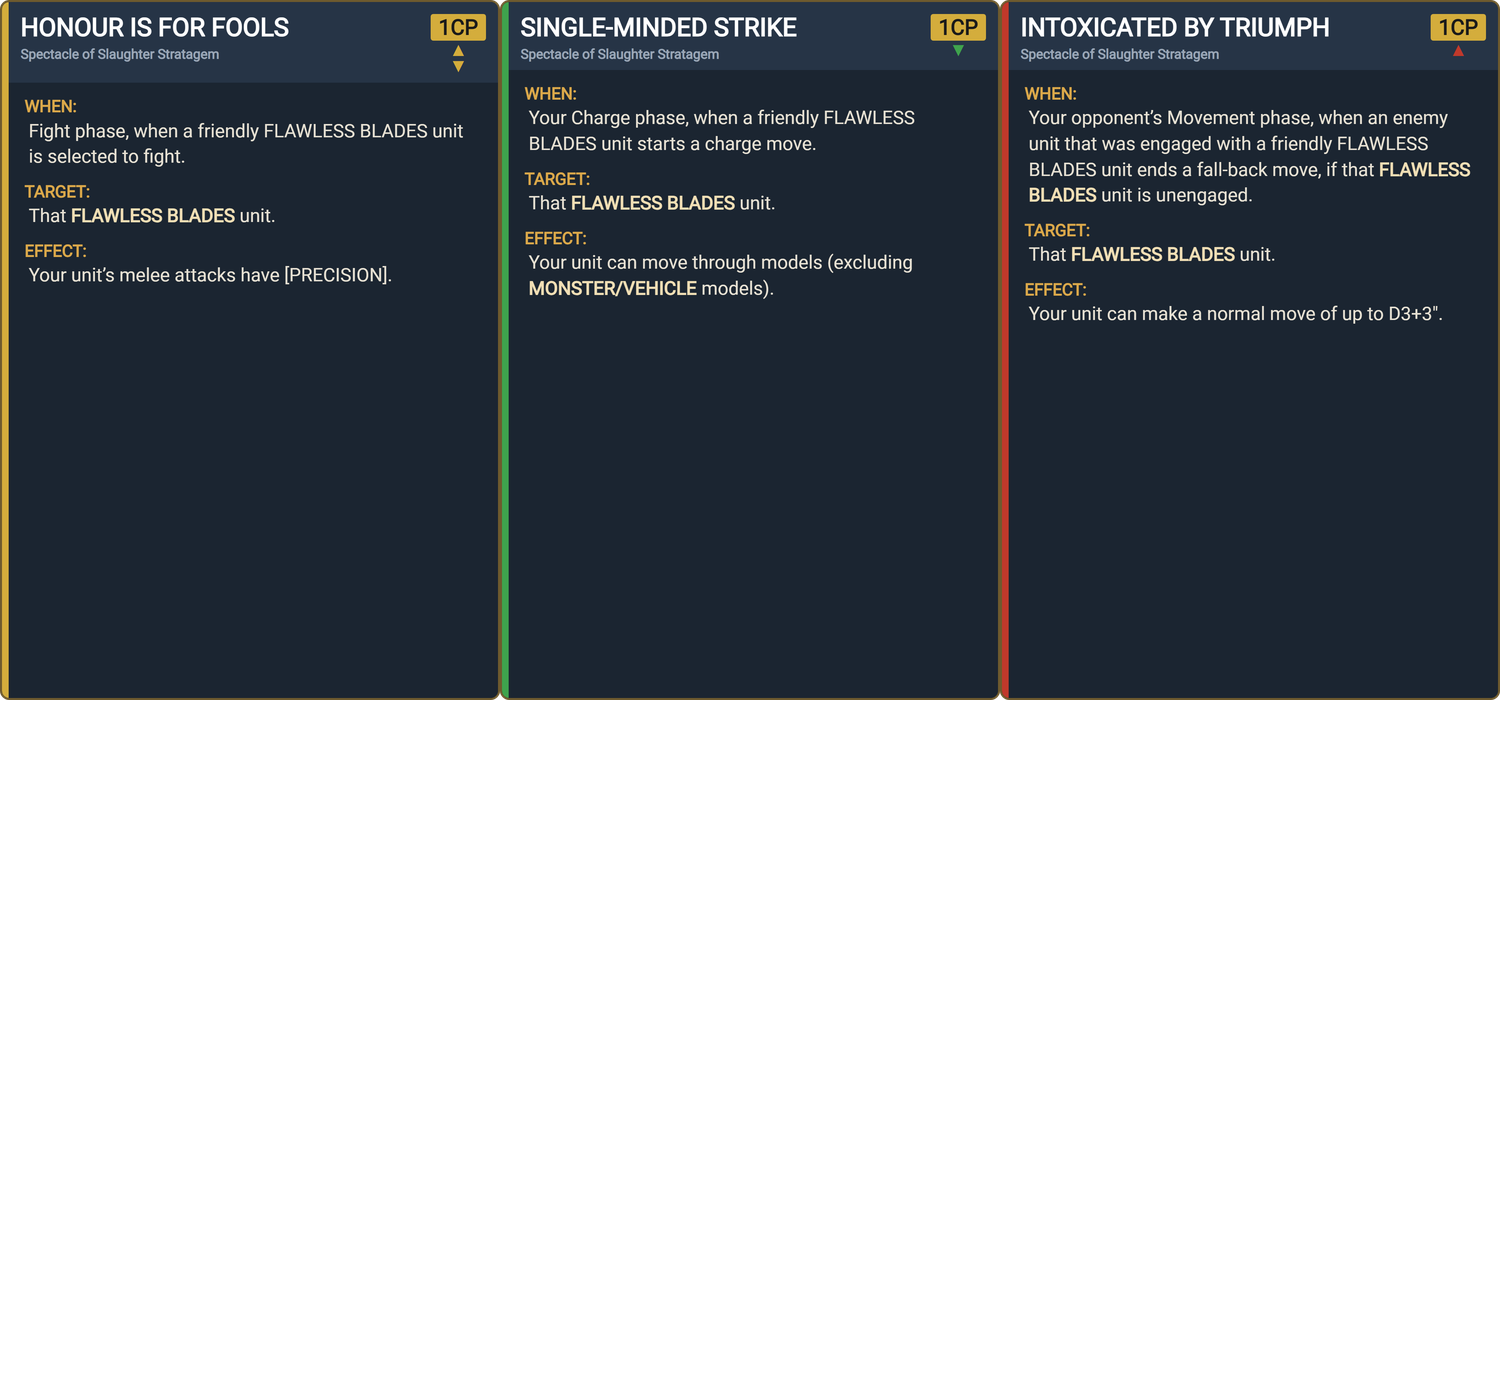 HONOUR IS FOR FOOLS
1CP
Spectacle of Slaughter Stratagem
WHEN:
Fight phase, when a friendly FLAWLESS BLADES unit
is selected to fight.
TARGET:
That FLAWLESS BLADES unit.
EFFECT:
Your unit’s melee attacks have [PRECISION].
SINGLE-MINDED STRIKE
1CP
Spectacle of Slaughter Stratagem
WHEN:
Your Charge phase, when a friendly FLAWLESS
BLADES unit starts a charge move.
TARGET:
That FLAWLESS BLADES unit.
EFFECT:
Your unit can move through models (excluding
MONSTER/VEHICLE models).
INTOXICATED BY TRIUMPH
1CP
Spectacle of Slaughter Stratagem
WHEN:
Your opponent’s Movement phase, when an enemy
unit that was engaged with a friendly FLAWLESS
BLADES unit ends a fall-back move, if that FLAWLESS
BLADES unit is unengaged.
TARGET:
That FLAWLESS BLADES unit.
EFFECT:
Your unit can make a normal move of up to D3+3".